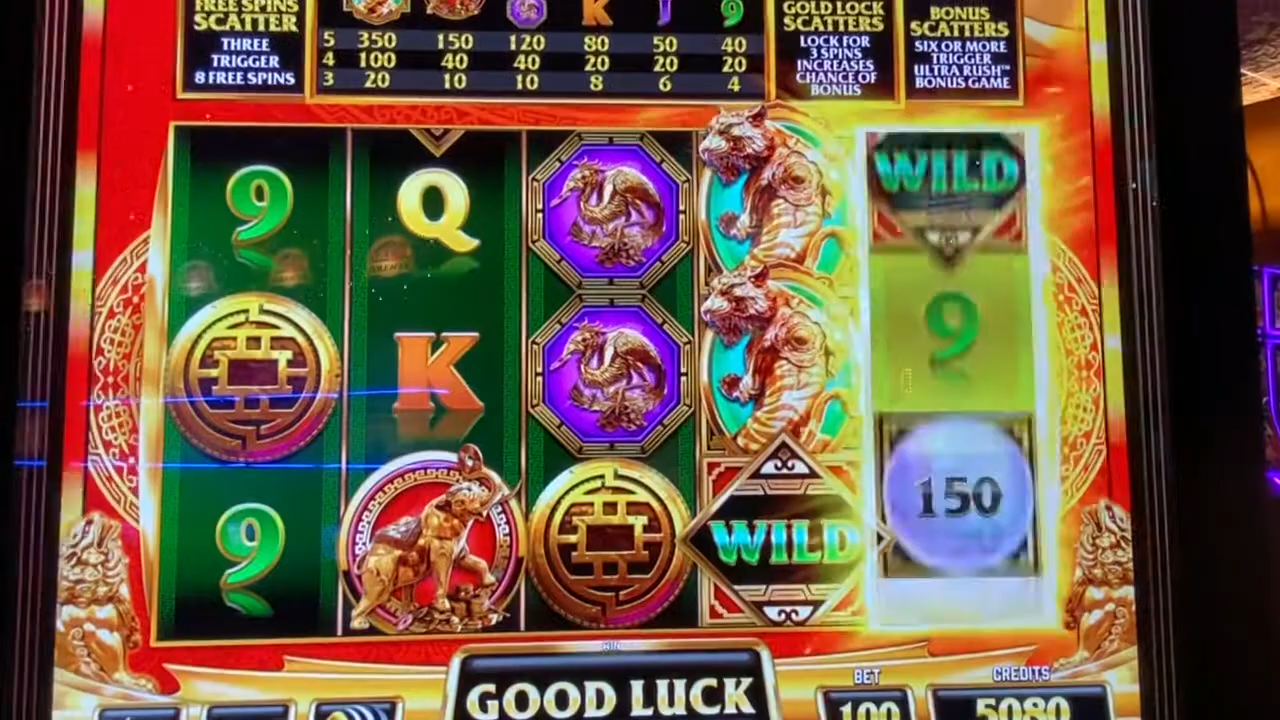 FREE SPINS
SCATTER
THREE
TRIGGER
8 FREE SPINS
K J 9
5 350 150 120 80 50 40
4 100 40 40 20 20 20
3 20 10 10 8 6 4
GOLD LOCK
SCATTERS
LOCK FOR
3 SPINS
INCREASES
CHANCE OF
BONUS
BONUS
SCATTERS
SIX OR MORE
TRIGGER
ULTRA RUSH™
BONUS GAME
9 Q WILD
K 9
9 WILD 150
WIN
GOOD LUCK
BET
100
CREDITS
5080